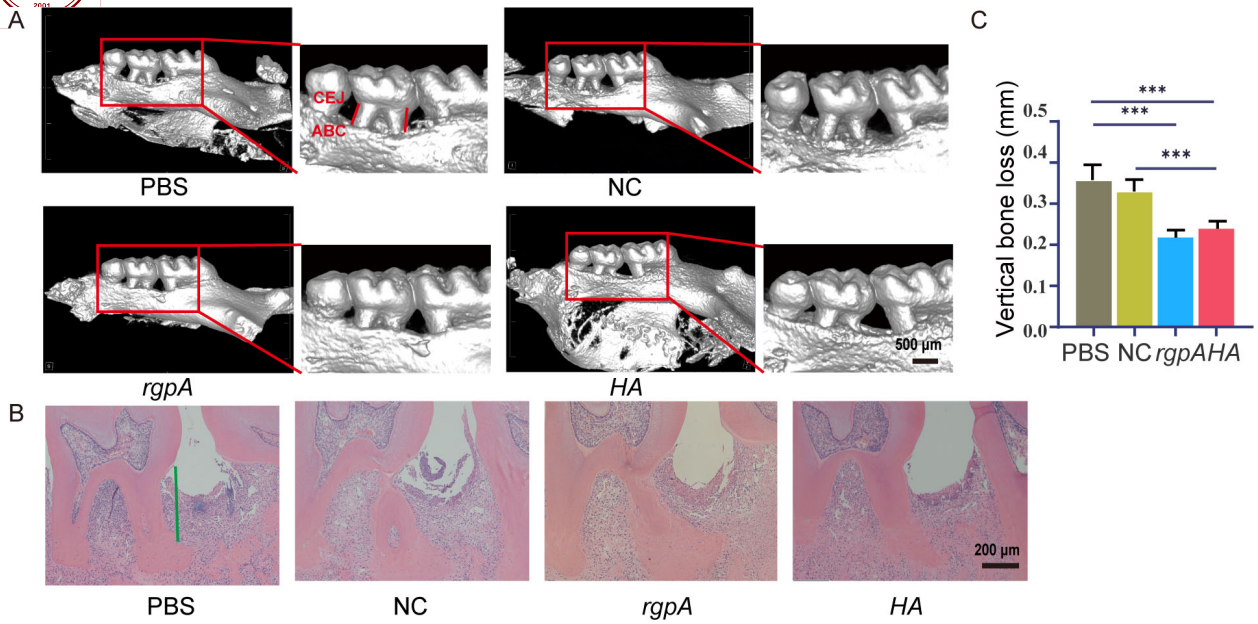 2001
A
CEJ
ABC
PBS
NC
rgpA
HA
500 µm
B
PBS
NC
rgpA
HA
200 µm
C
Vertical bone loss (mm)
0.5
0.4
0.3
0.2
0.1
0.0
***
***
***
PBS NC rgpA HA